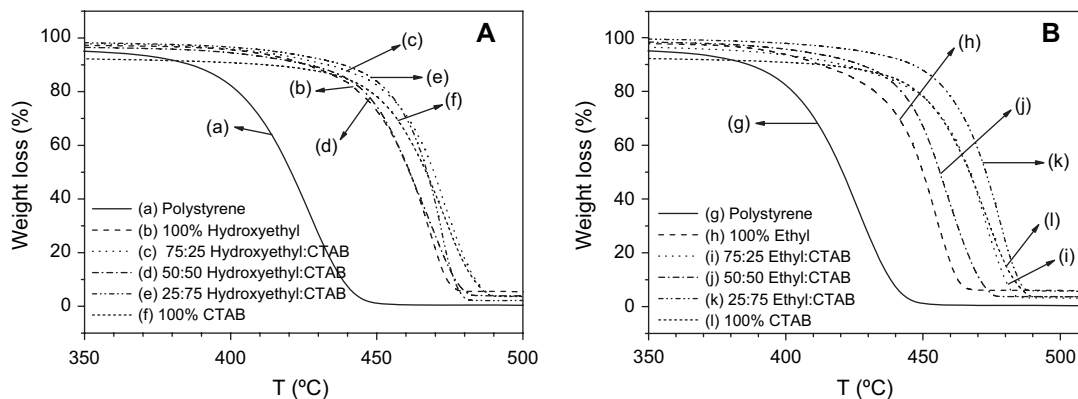 A
100
80
60
40
20
0
Weight loss (%)
(c)
(e)
(b)
(f)
(a)
(d)
(a) Polystyrene
(b) 100% Hydroxyethyl
(c) 75:25 Hydroxyethyl:CTAB
(d) 50:50 Hydroxyethyl:CTAB
(e) 25:75 Hydroxyethyl:CTAB
(f) 100% CTAB
350
400
450
500
T (ºC)
B
100
80
60
40
20
0
Weight loss (%)
(h)
(j)
(g)
(k)
(l)
(i)
(g) Polystyrene
(h) 100% Ethyl
(i) 75:25 Ethyl:CTAB
(j) 50:50 Ethyl:CTAB
(k) 25:75 Ethyl:CTAB
(l) 100% CTAB
350
400
450
500
T (ºC)